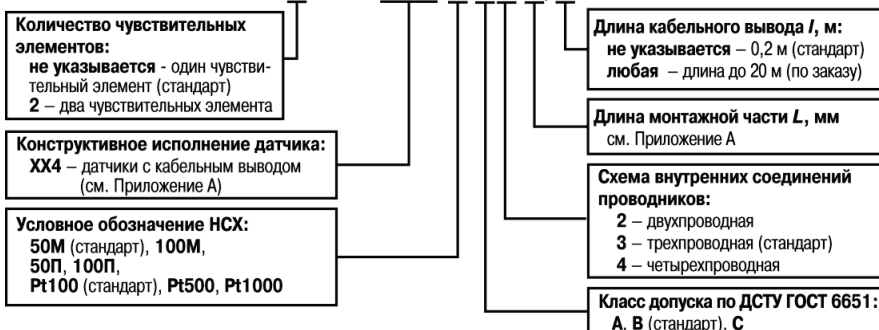 Количество чувствительных
элементов:
не указывается - один чувстви-
тельный элемент (стандарт)
2 – два чувствительных элемента
Конструктивное исполнение датчика:
ХХ4 – датчики с кабельным выводом
(см. Приложение А)
Условное обозначение НСХ:
50М (стандарт), 100М,
50П, 100П,
Pt100 (стандарт), Pt500, Pt1000
Длина кабельного вывода l, м:
не указывается – 0,2 м (стандарт)
любая – длина до 20 м (по заказу)
Длина монтажной части L, мм
см. Приложение А
Схема внутренних соединений
проводников:
2 – двухпроводная
3 – трехпроводная (стандарт)
4 – четырехпроводная
Класс допуска по ДСТУ ГОСТ 6651:
А, В (стандарт), С